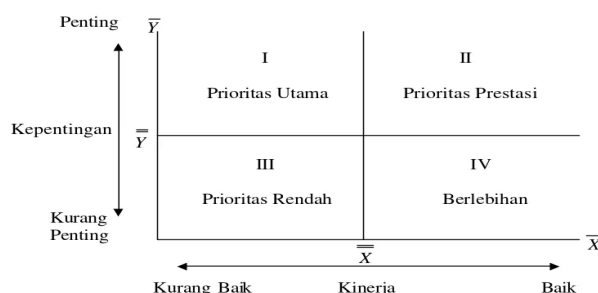 Penting Y
I II
Prioritas Utama Prioritas Prestasi
Kepentingan
Y
III IV
Prioritas Rendah Berlebihan
Kurang
Penting
X
X
Kurang Baik Kinerja Baik